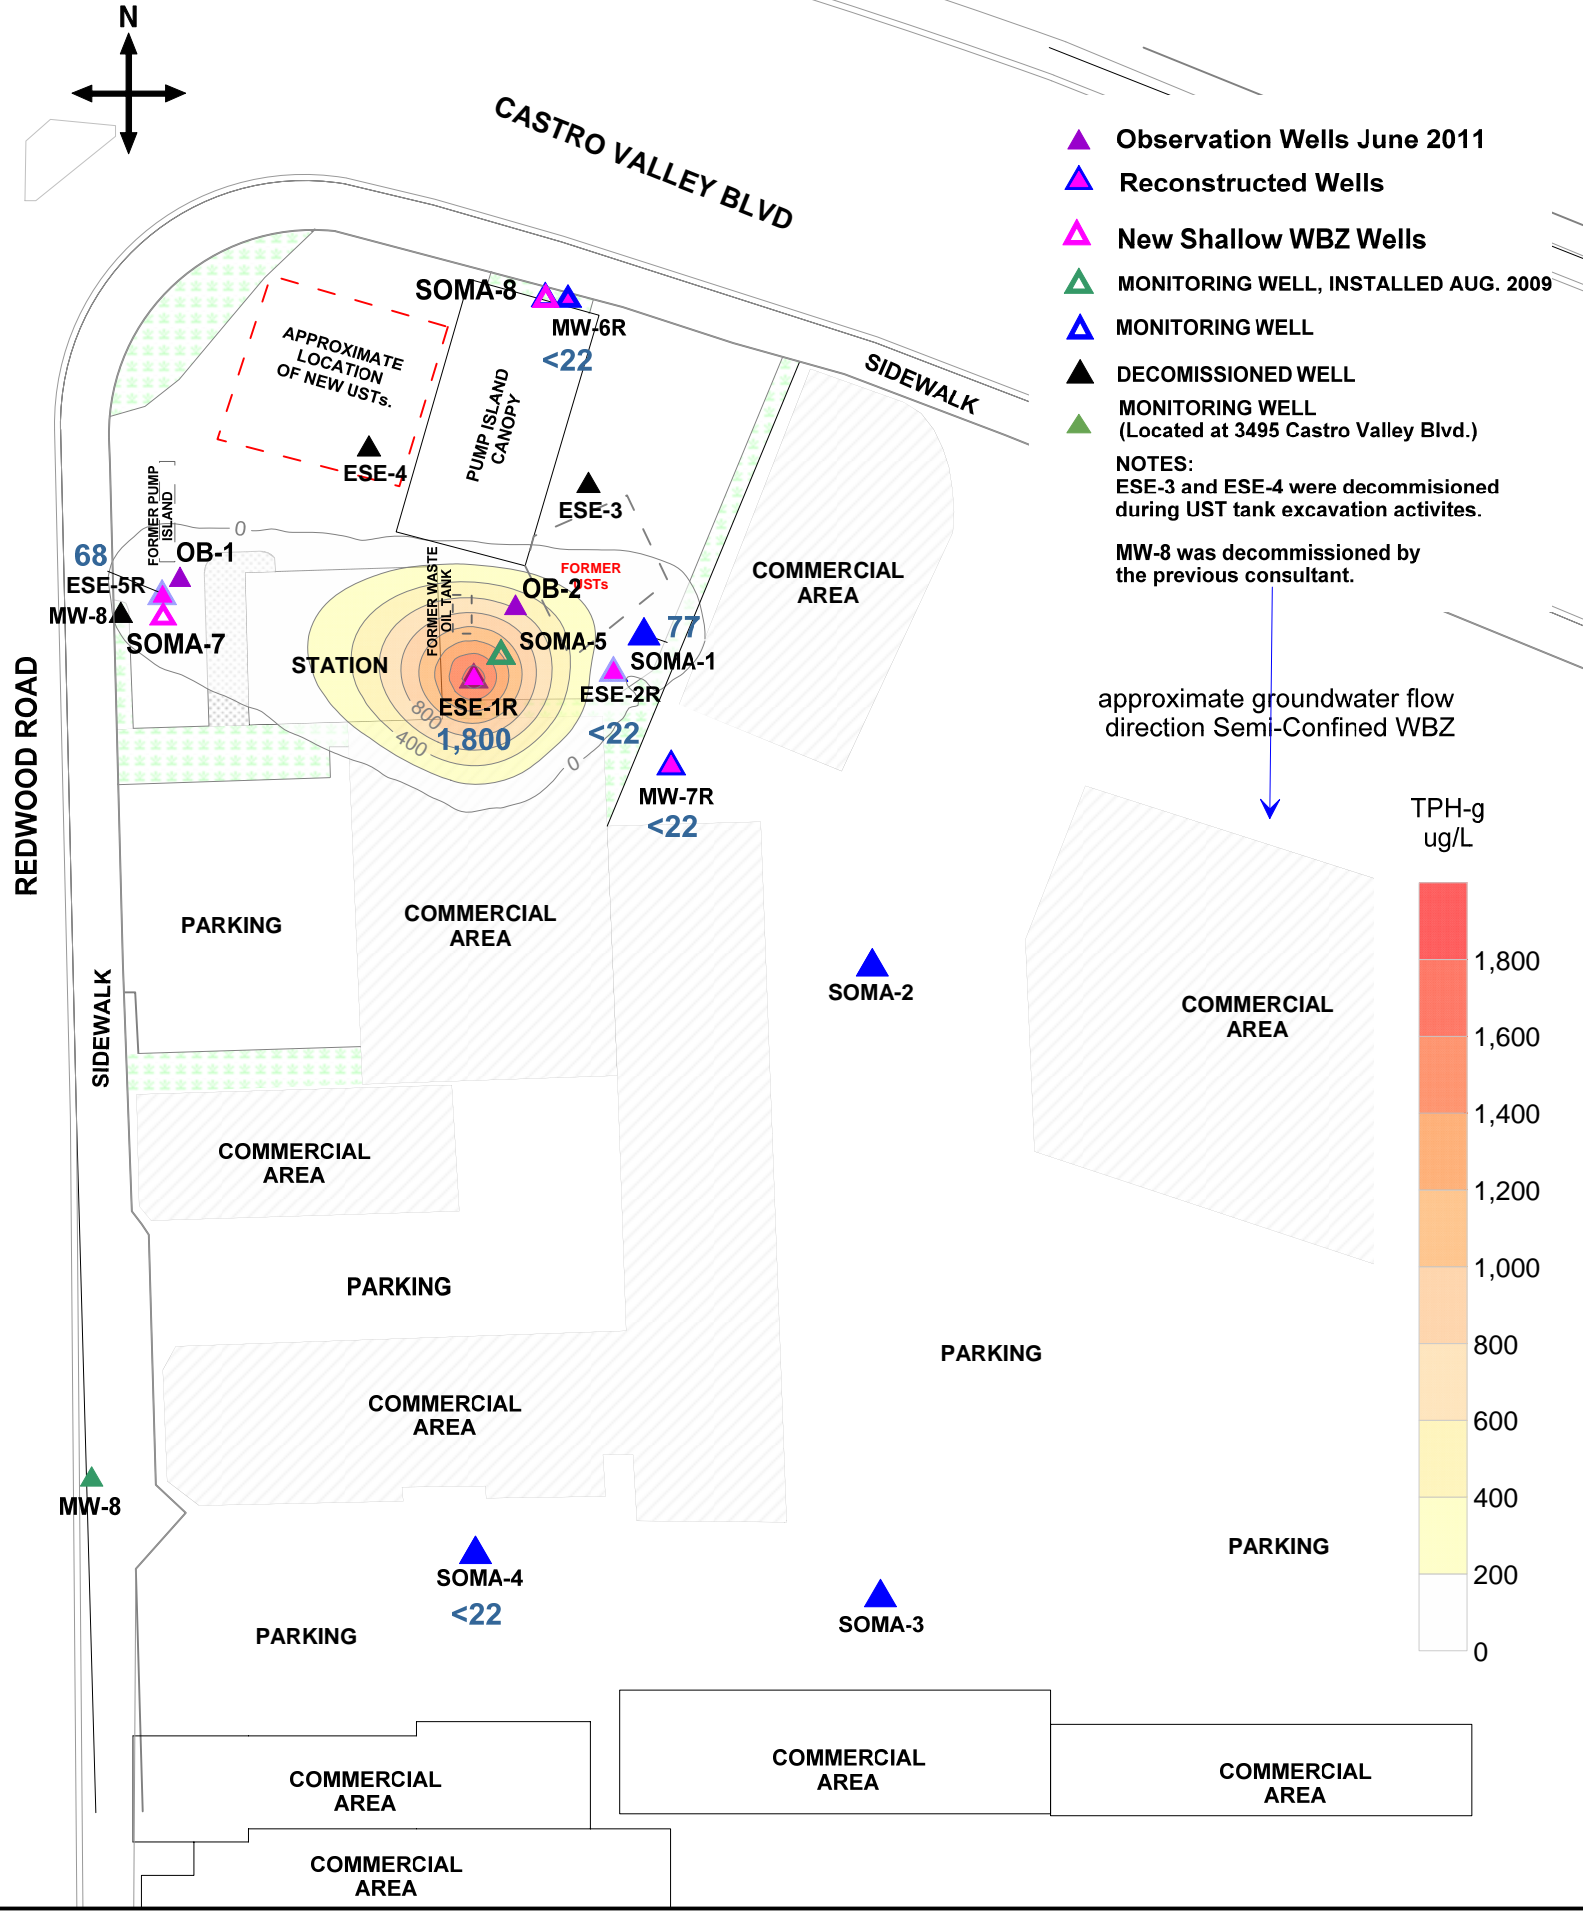 N
CASTRO VALLEY BLVD
Observation Wells June 2011
Reconstructed Wells
New Shallow WBZ Wells
MONITORING WELL, INSTALLED AUG. 2009
MONITORING WELL
DECOMISSIONED WELL
MONITORING WELL
(Located at 3495 Castro Valley Blvd.)
NOTES:
ESE-3 and ESE-4 were decommisioned
during UST tank excavation activites.
MW-8 was decommissioned by
the previous consultant.
approximate groundwater flow
direction Semi-Confined WBZ
SOMA-8
MW-6R
<22
APPROXIMATE
LOCATION
OF NEW USTs.
PUMP ISLAND
CANOPY
SIDEWALK
ESE-4
ESE-3
FORMER PUMP
ISLAND
0
68
OB-1
ESE-5R
MW-8
SOMA-7
FORMER WASTE
OIL TANK
FORMER
USTs
OB-2
SOMA-5
77
SOMA-1
STATION
ESE-2R
<22
ESE-1R
1,800
800
400
0
MW-7R
<22
COMMERCIAL
AREA
REDWOOD ROAD
TPH-g
ug/L
1,800
1,600
1,400
1,200
1,000
800
600
400
200
0
PARKING
COMMERCIAL
AREA
SOMA-2
COMMERCIAL
AREA
SIDEWALK
COMMERCIAL
AREA
PARKING
PARKING
COMMERCIAL
AREA
MW-8
SOMA-4
<22
SOMA-3
PARKING
PARKING
COMMERCIAL
AREA
COMMERCIAL
AREA
COMMERCIAL
AREA
COMMERCIAL
AREA